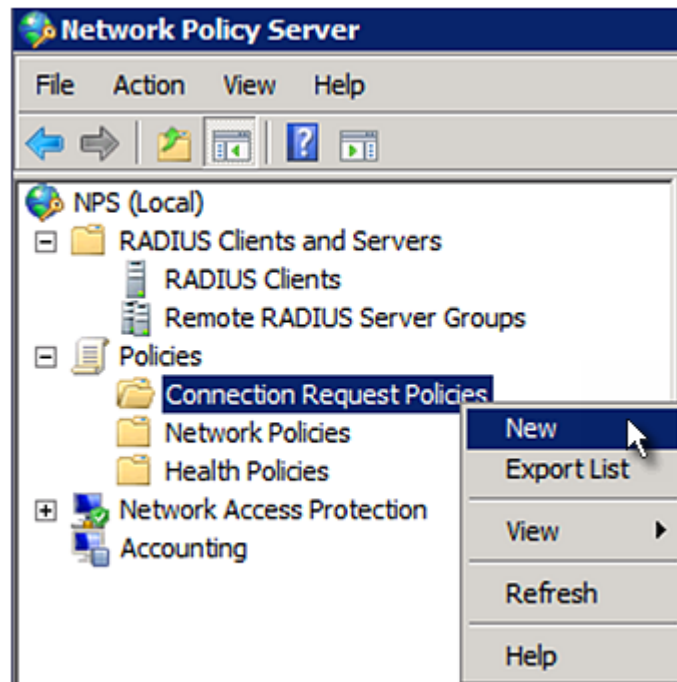 Network Policy Server
File Action View Help
NPS (Local)
RADIUS Clients and Servers
RADIUS Clients
Remote RADIUS Server Groups
Policies
Connection Request Policies
Network Policies
Health Policies
Network Access Protection
Accounting
New
Export List
View
Refresh
Help